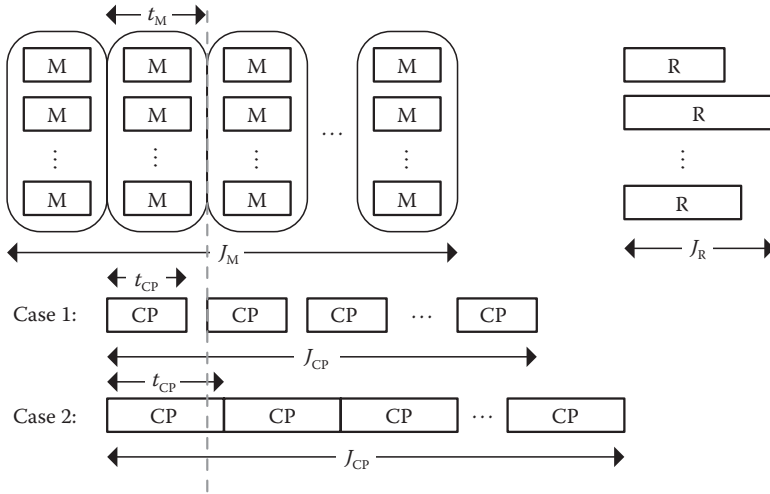 t_M
M M M M R
M M M … M R
⋮ ⋮ ⋮ ⋮ ⋮
M M M M R
J_M J_R
t_CP
Case 1: CP CP CP … CP
J_CP
t_CP
Case 2: CP CP CP … CP
J_CP